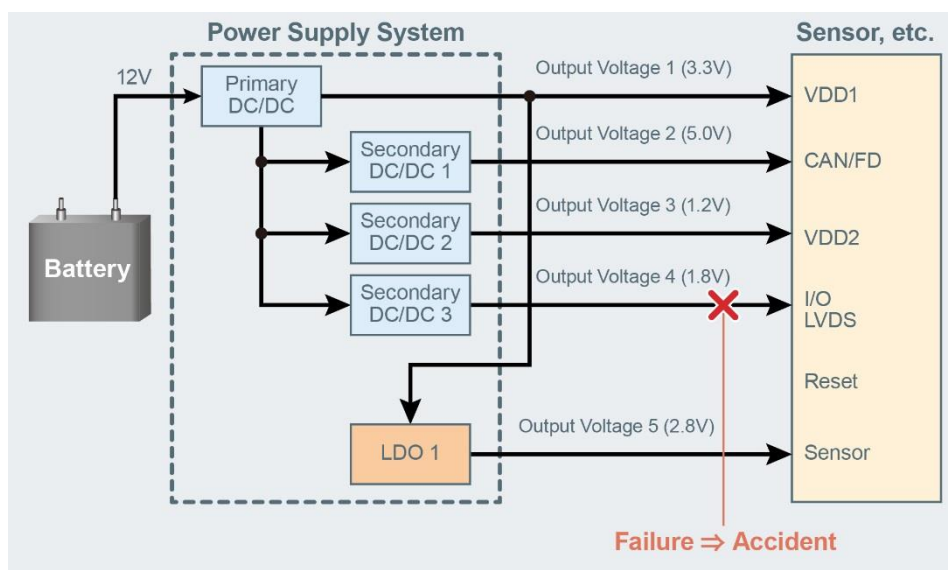 Power Supply System
Sensor, etc.
12V
Primary
DC/DC
Output Voltage 1 (3.3V)
VDD1
Secondary
DC/DC 1
Output Voltage 2 (5.0V)
CAN/FD
Secondary
DC/DC 2
Output Voltage 3 (1.2V)
VDD2
Battery
Secondary
DC/DC 3
Output Voltage 4 (1.8V)
I/O
LVDS
Reset
LDO 1
Output Voltage 5 (2.8V)
Sensor
Failure ⇒ Accident